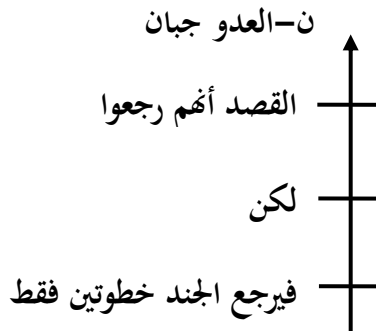 ن–العدو جبان
القصد أنهم رجعوا
لكن
فيرجع الجند خطوتين فقط